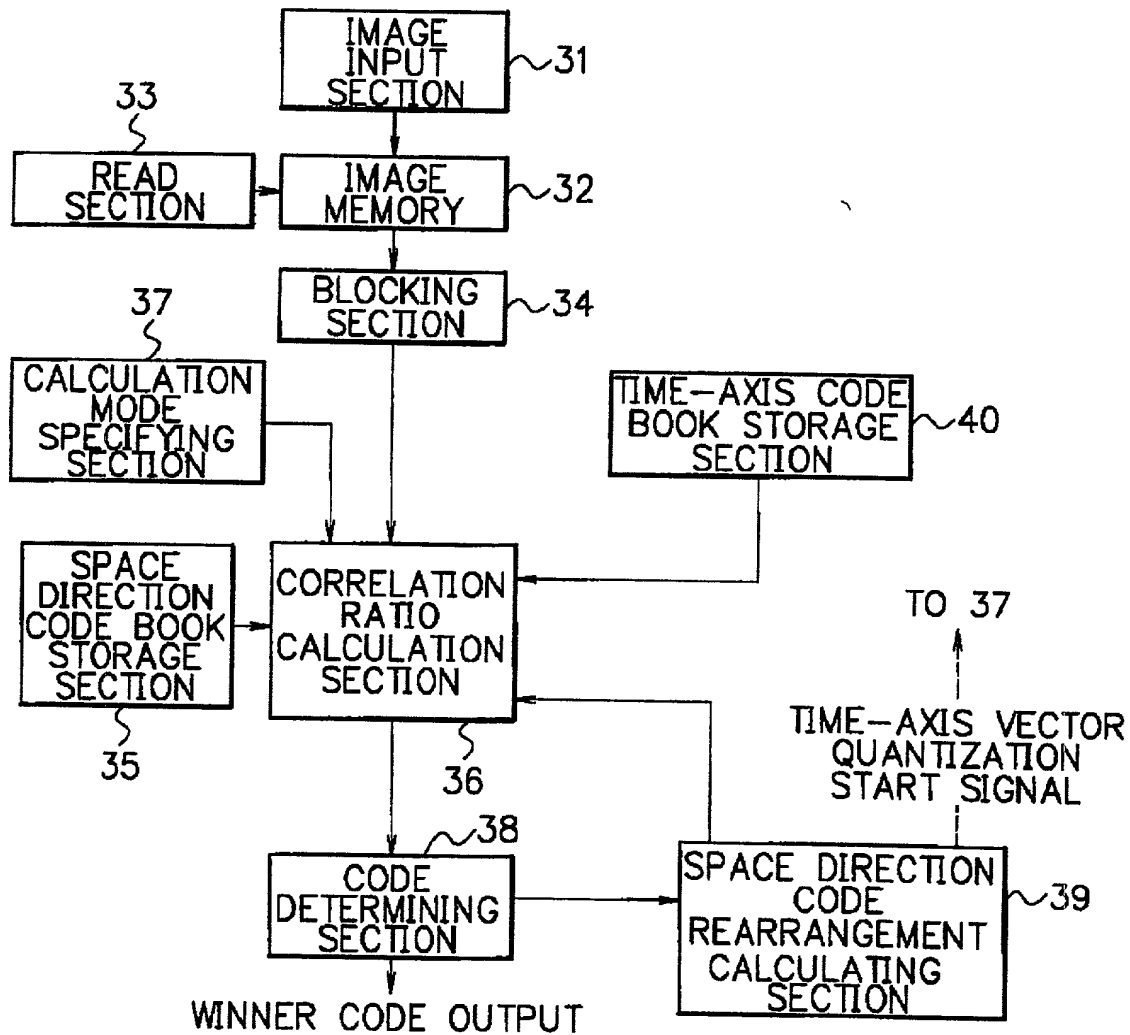 IMAGE
INPUT
SECTION
31
33
READ
SECTION
IMAGE
MEMORY
32
BLOCKING
SECTION
34
37
CALCULATION
MODE
SPECIFYING
SECTION
TIME-AXIS CODE
BOOK STORAGE
SECTION
40
SPACE
DIRECTION
CODE BOOK
STORAGE
SECTION
35
CORRELATION
RATIO
CALCULATION
SECTION
36
TO 37
TIME-AXIS VECTOR
QUANTIZATION
START SIGNAL
38
CODE
DETERMINING
SECTION
SPACE DIRECTION
CODE
REARRANGEMENT
CALCULATING
SECTION
39
WINNER CODE OUTPUT